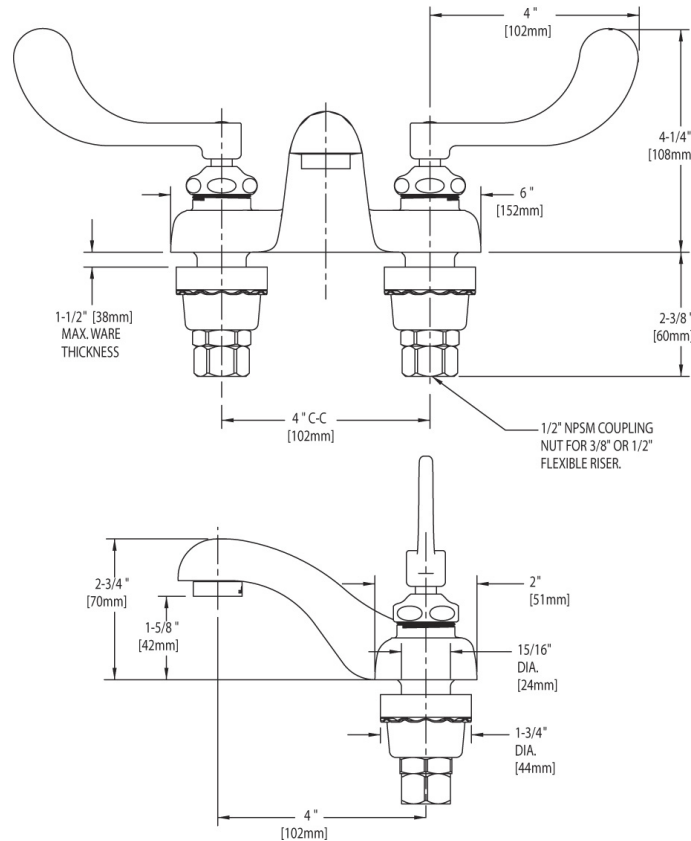 4 "
[102mm]
4-1/4"
[108mm]
6 "
[152mm]
1-1/2" [38mm]
MAX. WARE
THICKNESS
2-3/8 "
[60mm]
4 " C-C
[102mm]
1/2" NPSM COUPLING
NUT FOR 3/8" OR 1/2"
FLEXIBLE RISER.
2-3/4 "
[70mm]
1-5/8 "
[42mm]
2"
[51mm]
15/16"
DIA.
[24mm]
1-3/4"
DIA.
[44mm]
4 "
[102mm]